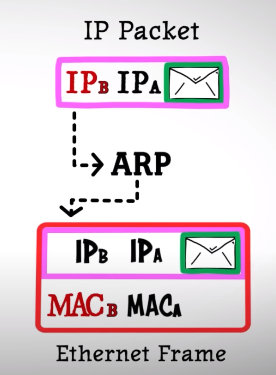 IP Packet
IPB IPA
ARP
IPB IPA
MACB MACA
Ethernet Frame